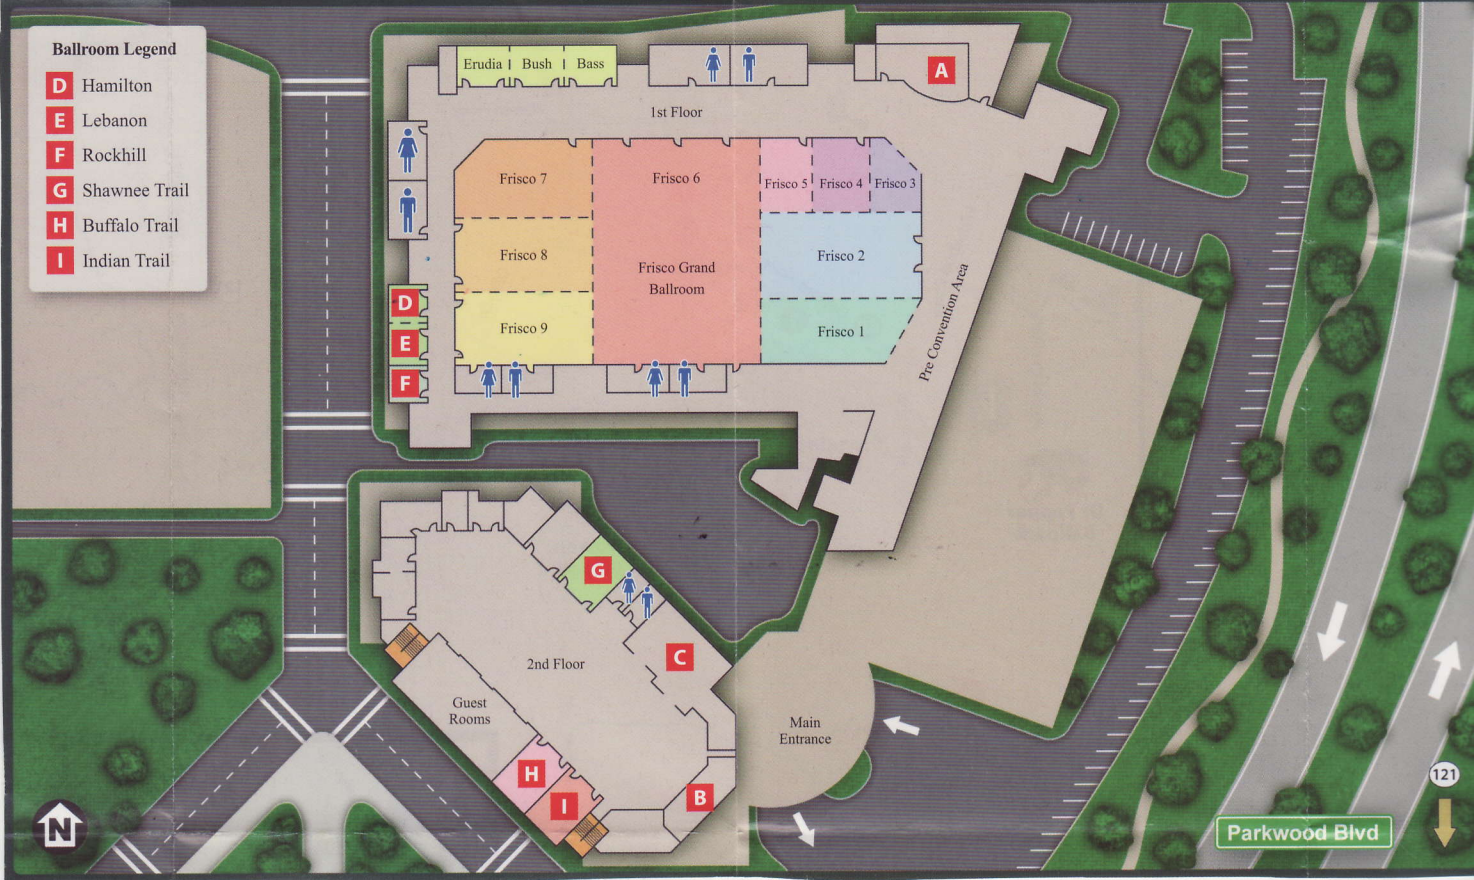 Ballroom Legend
D Hamilton
E Lebanon
F Rockhill
G Shawnee Trail
H Buffalo Trail
I Indian Trail
Erudia
Bush
Bass
A
1st Floor
Frisco 7
Frisco 6
Frisco 5
Frisco 4
Frisco 3
Frisco 8
Frisco Grand
Ballroom
Frisco 2
D
E
F
Frisco 9
Frisco 1
Pre Convention Area
G
C
2nd Floor
Guest
Rooms
Main
Entrance
H
I
B
N
121
Parkwood Blvd